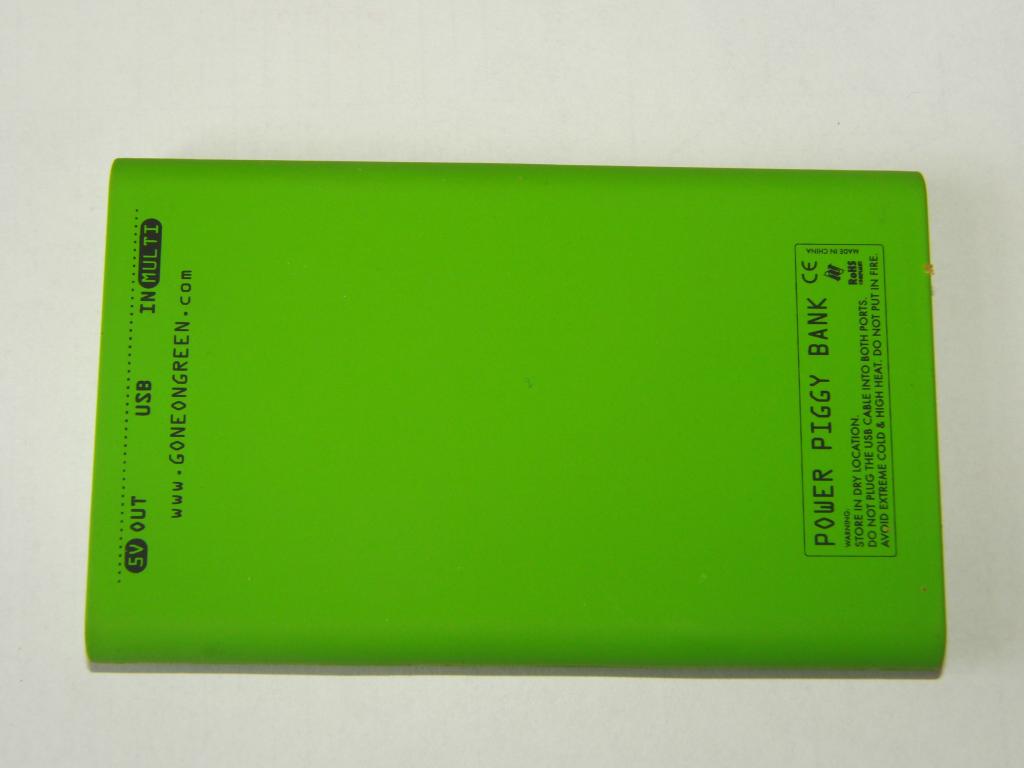 5V OUT USB IN MULTI
www.GONEONGREEN.com
POWER PIGGY BANK CE
WARNING:
STORE IN DRY LOCATION.
DO NOT PLUG THE USB CABLE INTO BOTH PORTS.
AVOID EXTREME COLD & HIGH HEAT. DO NOT PUT IN FIRE.
MADE IN CHINA
RoHS
COMPLIANT